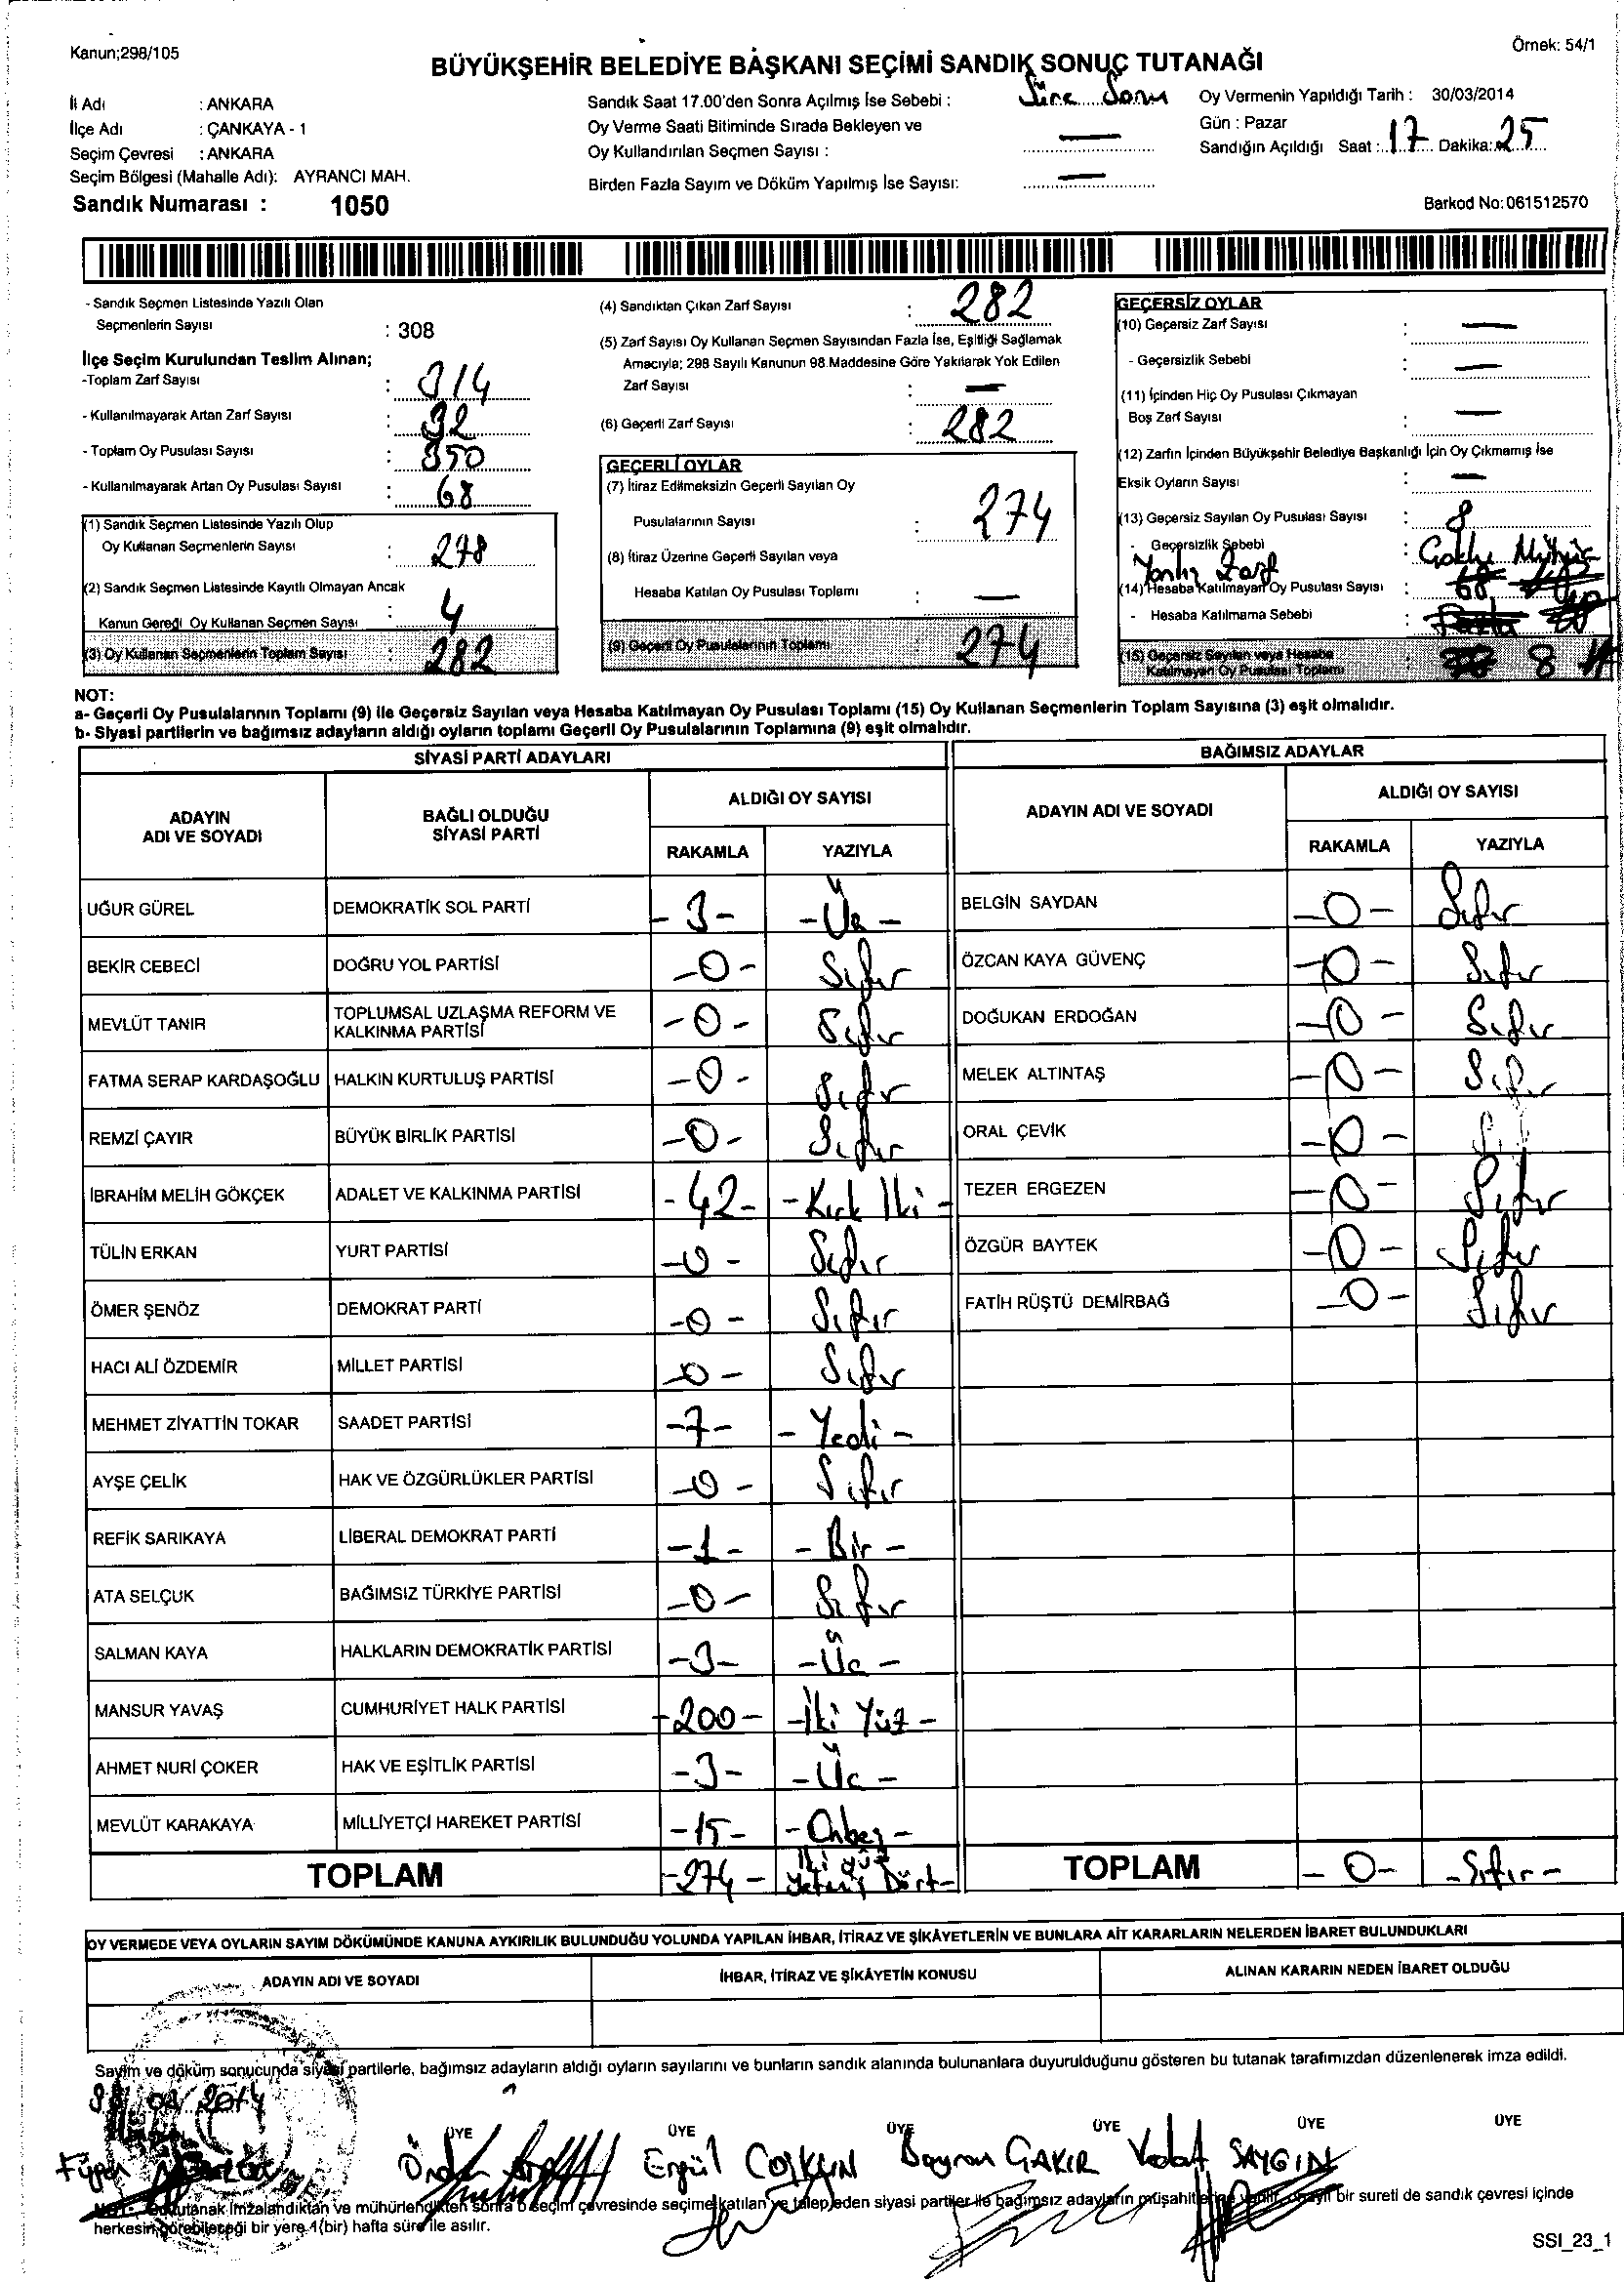 Kanun;298/105
Örnek: 54/1
BÜYÜKŞEHİR BELEDİYE BAŞKANI SEÇİMİ SANDIK SONUÇ TUTANAĞI
İl Adı : ANKARA
İlçe Adı : ÇANKAYA - 1
Seçim Çevresi : ANKARA
Seçim Bölgesi (Mahalle Adı): AYRANCI MAH.
Sandık Numarası : 1050
Sandık Saat 17.00'den Sonra Açılmış İse Sebebi : Süre Sonu
Oy Verme Saati Bitiminde Sırada Bekleyen ve
Oy Kullandırılan Seçmen Sayısı : —
Birden Fazla Sayım ve Döküm Yapılmış İse Sayısı: —
Oy Vermenin Yapıldığı Tarih : 30/03/2014
Gün : Pazar
Sandığın Açıldığı Saat : 17 Dakika: 25
Barkod No: 061512570
- Sandık Seçmen Listesinde Yazılı Olan
Seçmenlerin Sayısı : 308
İlçe Seçim Kurulundan Teslim Alınan;
-Toplam Zarf Sayısı : 314
- Kullanılmayarak Artan Zarf Sayısı : 32
- Toplam Oy Pusulası Sayısı : 350
- Kullanılmayarak Artan Oy Pusulası Sayısı : 68
(1) Sandık Seçmen Listesinde Yazılı Olup
Oy Kullanan Seçmenlerin Sayısı : 278
(2) Sandık Seçmen Listesinde Kayıtlı Olmayan Ancak
Kanun Gereği Oy Kullanan Seçmen Sayısı : 4
(3) Oy Kullanan Seçmenlerin Toplam Sayısı : 282
(4) Sandıktan Çıkan Zarf Sayısı : 282
(5) Zarf Sayısı Oy Kullanan Seçmen Sayısından Fazla İse, Eşitliği Sağlamak
Amacıyla; 298 Sayılı Kanunun 98.Maddesine Göre Yakılarak Yok Edilen
Zarf Sayısı : —
(6) Geçerli Zarf Sayısı : 282
GEÇERLİ OYLAR
(7) İtiraz Edilmeksizin Geçerli Sayılan Oy
Pusulalarının Sayısı : 274
(8) İtiraz Üzerine Geçerli Sayılan veya
Hesaba Katılan Oy Pusulası Toplamı : —
(9) Geçerli Oy Pusulalarının Toplamı : 274
GEÇERSİZ OYLAR
(10) Geçersiz Zarf Sayısı : —
- Geçersizlik Sebebi : —
(11) İçinden Hiç Oy Pusulası Çıkmayan
Boş Zarf Sayısı : —
(12) Zarfın İçinden Büyükşehir Belediye Başkanlığı İçin Oy Çıkmamış İse
Eksik Oyların Sayısı : —
(13) Geçersiz Sayılan Oy Pusulası Sayısı : 8
- Geçersizlik Sebebi :
Zarf
(14) Hesaba Katılmayan Oy Pusulası Sayısı : 68
- Hesaba Katılmama Sebebi :
(15) Geçersiz Sayılan veya Hesaba
Katılmayan Oy Pusulası Toplamı : 8
NOT:
a- Geçerli Oy Pusulalarının Toplamı (9) ile Geçersiz Sayılan veya Hesaba Katılmayan Oy Pusulası Toplamı (15) Oy Kullanan Seçmenlerin Toplam Sayısına (3) eşit olmalıdır.
b- Siyasi partilerin ve bağımsız adayların aldığı oyların toplamı Geçerli Oy Pusulalarının Toplamına (9) eşit olmalıdır.
SİYASİ PARTİ ADAYLARI
ADAYIN ADI VE SOYADI
BAĞLI OLDUĞU SİYASİ PARTİ
ALDIĞI OY SAYISI
RAKAMLA YAZIYLA
UĞUR GÜREL DEMOKRATİK SOL PARTİ - 3 - - Üç -
BEKİR CEBECİ DOĞRU YOL PARTİSİ -0- Sıfır
MEVLÜT TANIR TOPLUMSAL UZLAŞMA REFORM VE KALKINMA PARTİSİ -0- Sıfır
FATMA SERAP KARDAŞOĞLU HALKIN KURTULUŞ PARTİSİ -0- Sıfır
REMZİ ÇAYIR BÜYÜK BİRLİK PARTİSİ -0- Sıfır
İBRAHİM MELİH GÖKÇEK ADALET VE KALKINMA PARTİSİ -42- -Kırk İki-
TÜLİN ERKAN YURT PARTİSİ -0- Sıfır
ÖMER ŞENÖZ DEMOKRAT PARTİ -0- Sıfır
HACI ALİ ÖZDEMİR MİLLET PARTİSİ -0- Sıfır
MEHMET ZİYATTİN TOKAR SAADET PARTİSİ -7- - Yedi -
AYŞE ÇELİK HAK VE ÖZGÜRLÜKLER PARTİSİ -0- Sıfır
REFİK SARIKAYA LİBERAL DEMOKRAT PARTİ -1- - Bir -
ATA SELÇUK BAĞIMSIZ TÜRKİYE PARTİSİ -0- Sıfır
SALMAN KAYA HALKLARIN DEMOKRATİK PARTİSİ -3- -Üç -
MANSUR YAVAŞ CUMHURİYET HALK PARTİSİ -200- -İki Yüz -
AHMET NURİ ÇOKER HAK VE EŞİTLİK PARTİSİ -3- -Üç -
MEVLÜT KARAKAYA MİLLİYETÇİ HAREKET PARTİSİ -15- -Onbeş-
TOPLAM -274- İki Yüz Yetmiş Dört-
BAĞIMSIZ ADAYLAR
ADAYIN ADI VE SOYADI
ALDIĞI OY SAYISI
RAKAMLA YAZIYLA
BELGİN SAYDAN -0- Sıfır
ÖZCAN KAYA GÜVENÇ -0- Sıfır
DOĞUKAN ERDOĞAN -0- Sıfır
MELEK ALTINTAŞ -0- Sıfır
ORAL ÇEVİK -0-
TEZER ERGEZEN -0- Sıfır
ÖZGÜR BAYTEK -0- Sıfır
FATİH RÜŞTÜ DEMİRBAĞ -0- Sıfır
TOPLAM - 0- -Sıfır-
OY VERMEDE VEYA OYLARIN SAYIM DÖKÜMÜNDE KANUNA AYKIRILIK BULUNDUĞU YOLUNDA YAPILAN İHBAR, İTİRAZ VE ŞİKÂYETLERİN VE BUNLARA AİT KARARLARIN NELERDEN İBARET BULUNDUKLARI
ADAYIN ADI VE SOYADI İHBAR, İTİRAZ VE ŞİKÂYETİN KONUSU ALINAN KARARIN NEDEN İBARET OLDUĞU
Sayım ve döküm sonucunda siyasi partilerle, bağımsız adayların aldığı oyların sayılarını ve bunların sandık alanında bulunanlara duyurulduğunu gösteren bu tutanak tarafımızdan düzenlenerek imza edildi.
2014
ÜYE ÜYE ÜYE ÜYE ÜYE ÜYE
Ergül COŞKUN Bayram ÇAKIR Vedat SAYGIN
tutanak imzalandıktan ve mühürlendikten sonra o seçim çevresinde seçime katılan ve talep eden siyasi partiler ile bağımsız adayların müşahitlerine bir sureti de sandık çevresi içinde
herkesin görebileceği bir yere 1(bir) hafta süre ile asılır.
SSI_23_1